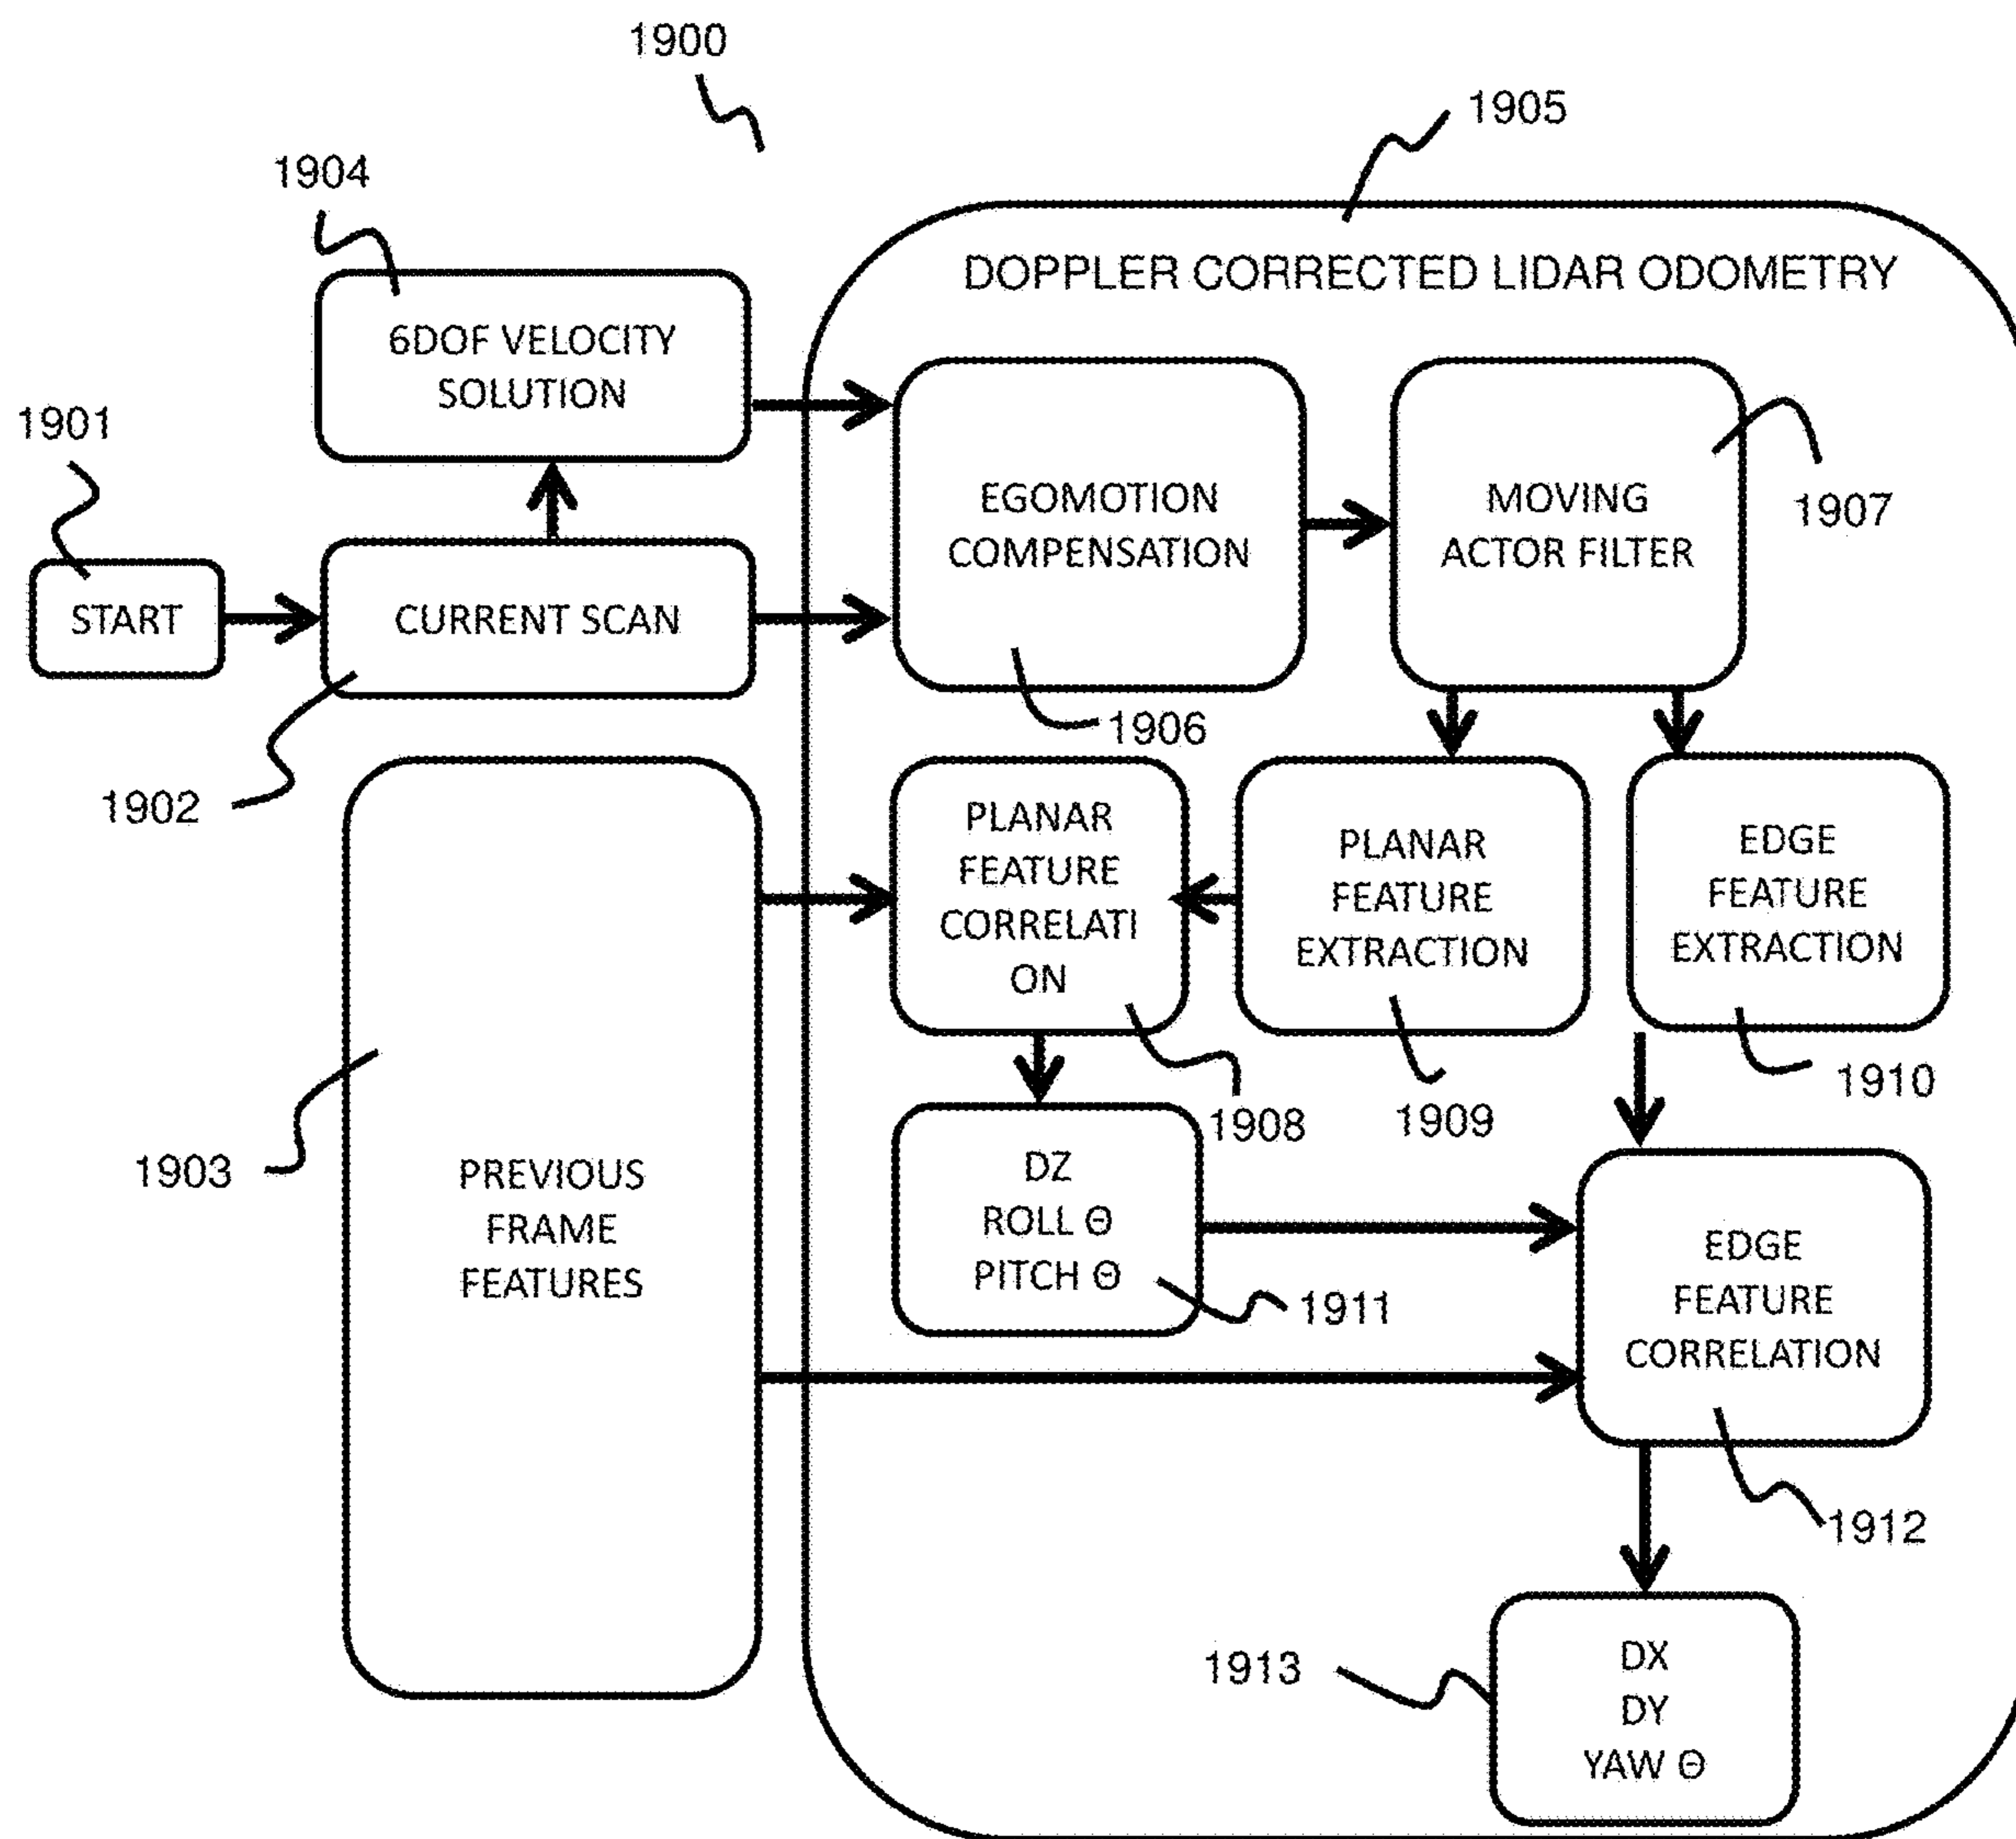 1900
1905
1904
DOPPLER CORRECTED LIDAR ODOMETRY
6DOF VELOCITY
SOLUTION
1901
EGOMOTION
COMPENSATION
MOVING
ACTOR FILTER
1907
START
CURRENT SCAN
1906
1902
PLANAR
FEATURE
CORRELATI
ON
PLANAR
FEATURE
EXTRACTION
EDGE
FEATURE
EXTRACTION
1908
1909
1910
1903
PREVIOUS
FRAME
FEATURES
DZ
ROLL Θ
PITCH Θ
1911
EDGE
FEATURE
CORRELATION
1912
1913
DX
DY
YAW Θ